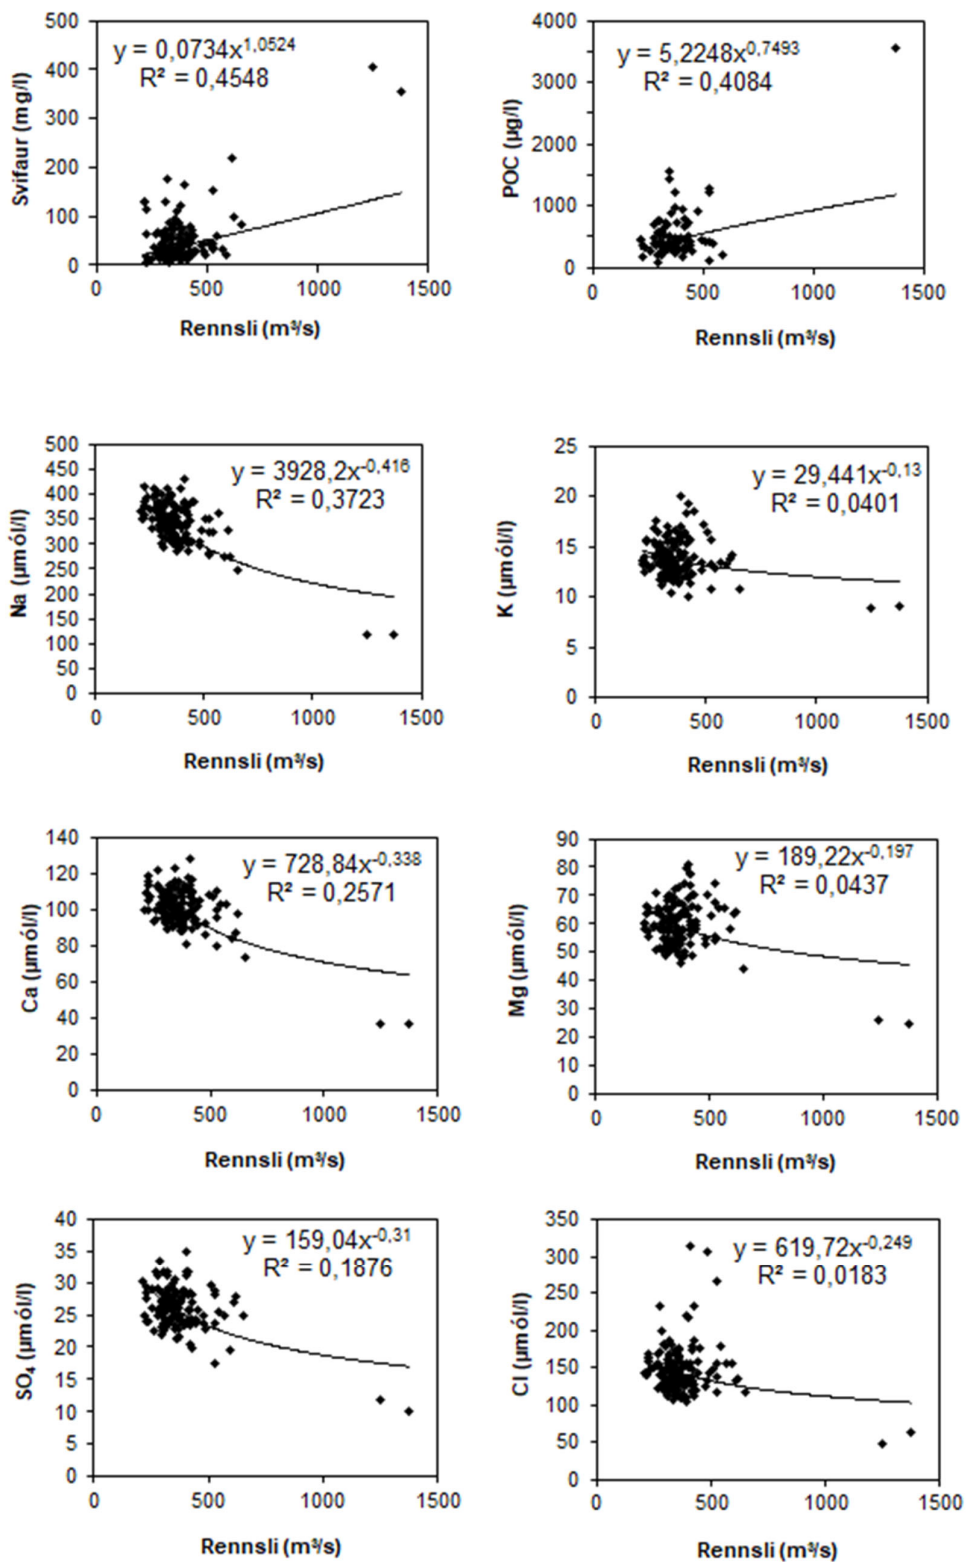 500
400
300
200
100
0
Svifaur (mg/l)
y = 0,0734x^1,0524
R² = 0,4548
0 500 1000 1500
Rennsli (m³/s)
4000
3000
2000
1000
0
POC (µg/l)
y = 5,2248x^0,7493
R² = 0,4084
0 500 1000 1500
Rennsli (m³/s)
500
450
400
350
300
250
200
150
100
50
0
Na (µmól/l)
y = 3928,2x^-0,416
R² = 0,3723
0 500 1000 1500
Rennsli (m³/s)
25
20
15
10
5
0
K (µmól/l)
y = 29,441x^-0,13
R² = 0,0401
0 500 1000 1500
Rennsli (m³/s)
140
120
100
80
60
40
20
0
Ca (µmól/l)
y = 728,84x^-0,338
R² = 0,2571
0 500 1000 1500
Rennsli (m³/s)
90
80
70
60
50
40
30
20
10
0
Mg (µmól/l)
y = 189,22x^-0,197
R² = 0,0437
0 500 1000 1500
Rennsli (m³/s)
40
35
30
25
20
15
10
5
0
SO₄ (µmól/l)
y = 159,04x^-0,31
R² = 0,1876
0 500 1000 1500
Rennsli (m³/s)
350
300
250
200
150
100
50
0
Cl (µmól/l)
y = 619,72x^-0,249
R² = 0,0183
0 500 1000 1500
Rennsli (m³/s)